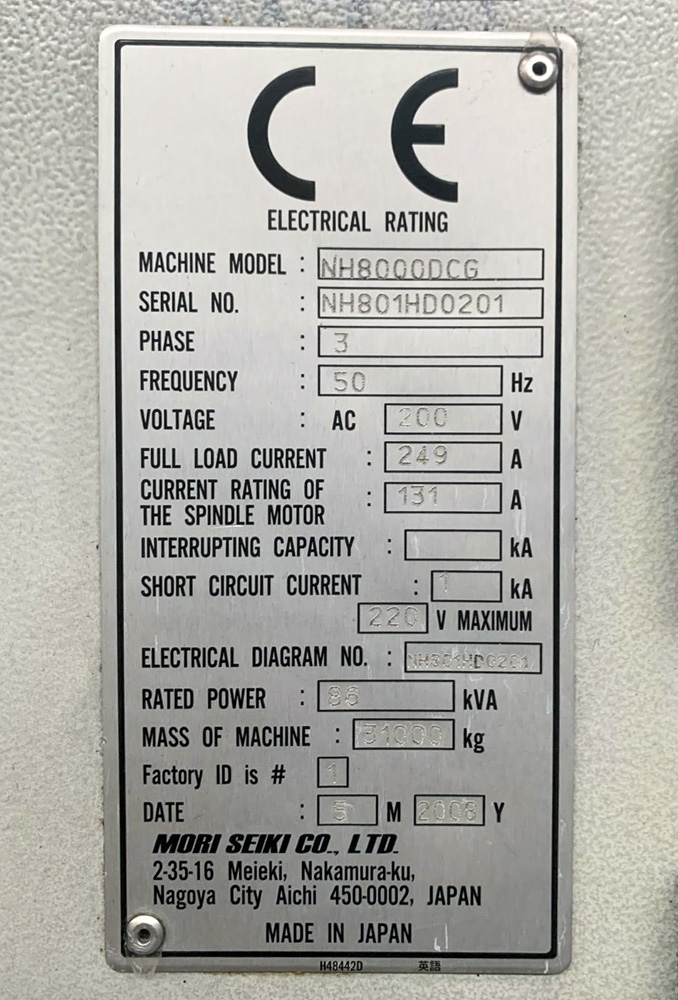 CE
ELECTRICAL RATING
MACHINE MODEL : NH8000DCG
SERIAL NO. : NH801HD0201
PHASE : 3
FREQUENCY : 50 Hz
VOLTAGE : AC 200 V
FULL LOAD CURRENT : 249 A
CURRENT RATING OF
THE SPINDLE MOTOR : 131 A
INTERRUPTING CAPACITY : kA
SHORT CIRCUIT CURRENT : 1 kA
220 V MAXIMUM
ELECTRICAL DIAGRAM NO. : NH801HD0201
RATED POWER : 86 kVA
MASS OF MACHINE : 31000 kg
Factory ID is # 1
DATE : 5 M 2008 Y
MORI SEIKI CO., LTD.
2-35-16 Meieki, Nakamura-ku,
Nagoya City Aichi 450-0002, JAPAN
MADE IN JAPAN
H48442D 英語